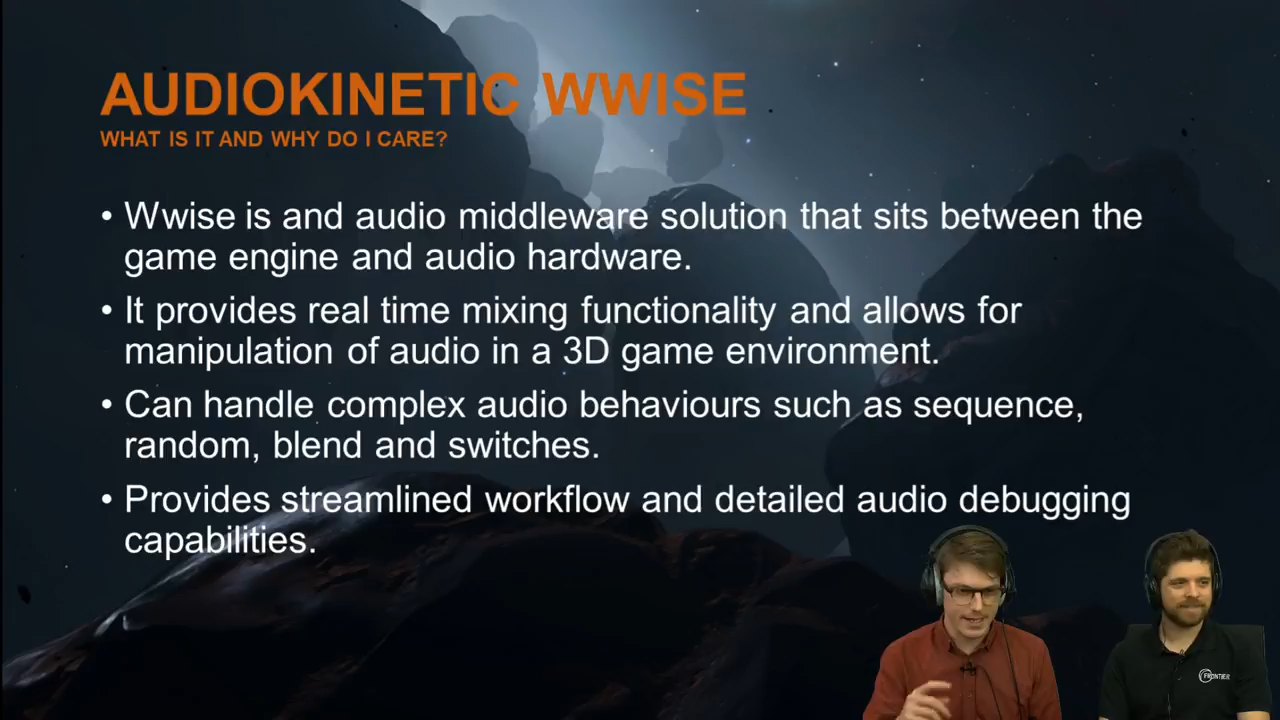 AUDIOKINETIC WWISE
WHAT IS IT AND WHY DO I CARE?
• Wwise is and audio middleware solution that sits between the
game engine and audio hardware.
• It provides real time mixing functionality and allows for
manipulation of audio in a 3D game environment.
• Can handle complex audio behaviours such as sequence,
random, blend and switches.
• Provides streamlined workflow and detailed audio debugging
capabilities.
FRONTIER